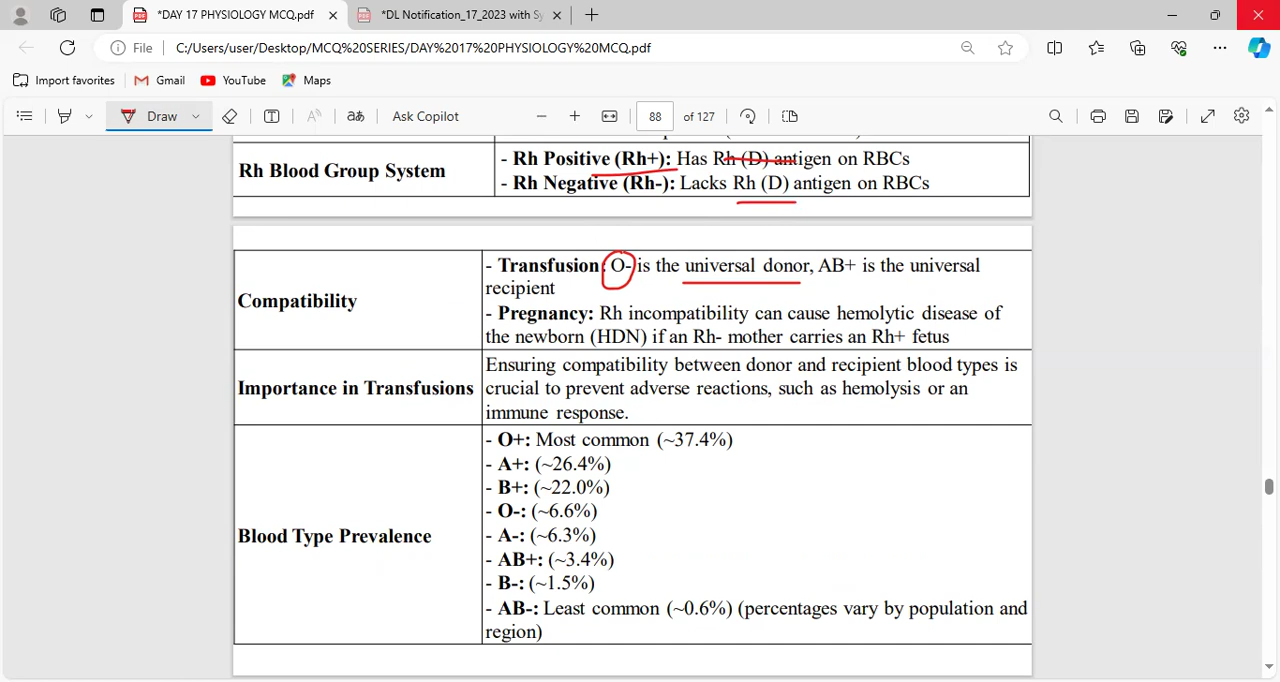 *DAY 17 PHYSIOLOGY MCQ.pdf
*DL Notification_17_2023 with Sy
File
C:/Users/user/Desktop/MCQ%20SERIES/DAY%2017%20PHYSIOLOGY%20MCQ.pdf
Import favorites
Gmail
YouTube
Maps
Draw
Ask Copilot
88 of 127
Rh Blood Group System
- Rh Positive (Rh+): Has Rh (D) antigen on RBCs
- Rh Negative (Rh-): Lacks Rh (D) antigen on RBCs
Compatibility
- Transfusion: O- is the universal donor, AB+ is the universal
recipient
- Pregnancy: Rh incompatibility can cause hemolytic disease of
the newborn (HDN) if an Rh- mother carries an Rh+ fetus
Importance in Transfusions
Ensuring compatibility between donor and recipient blood types is
crucial to prevent adverse reactions, such as hemolysis or an
immune response.
Blood Type Prevalence
- O+: Most common (~37.4%)
- A+: (~26.4%)
- B+: (~22.0%)
- O-: (~6.6%)
- A-: (~6.3%)
- AB+: (~3.4%)
- B-: (~1.5%)
- AB-: Least common (~0.6%) (percentages vary by population and
region)